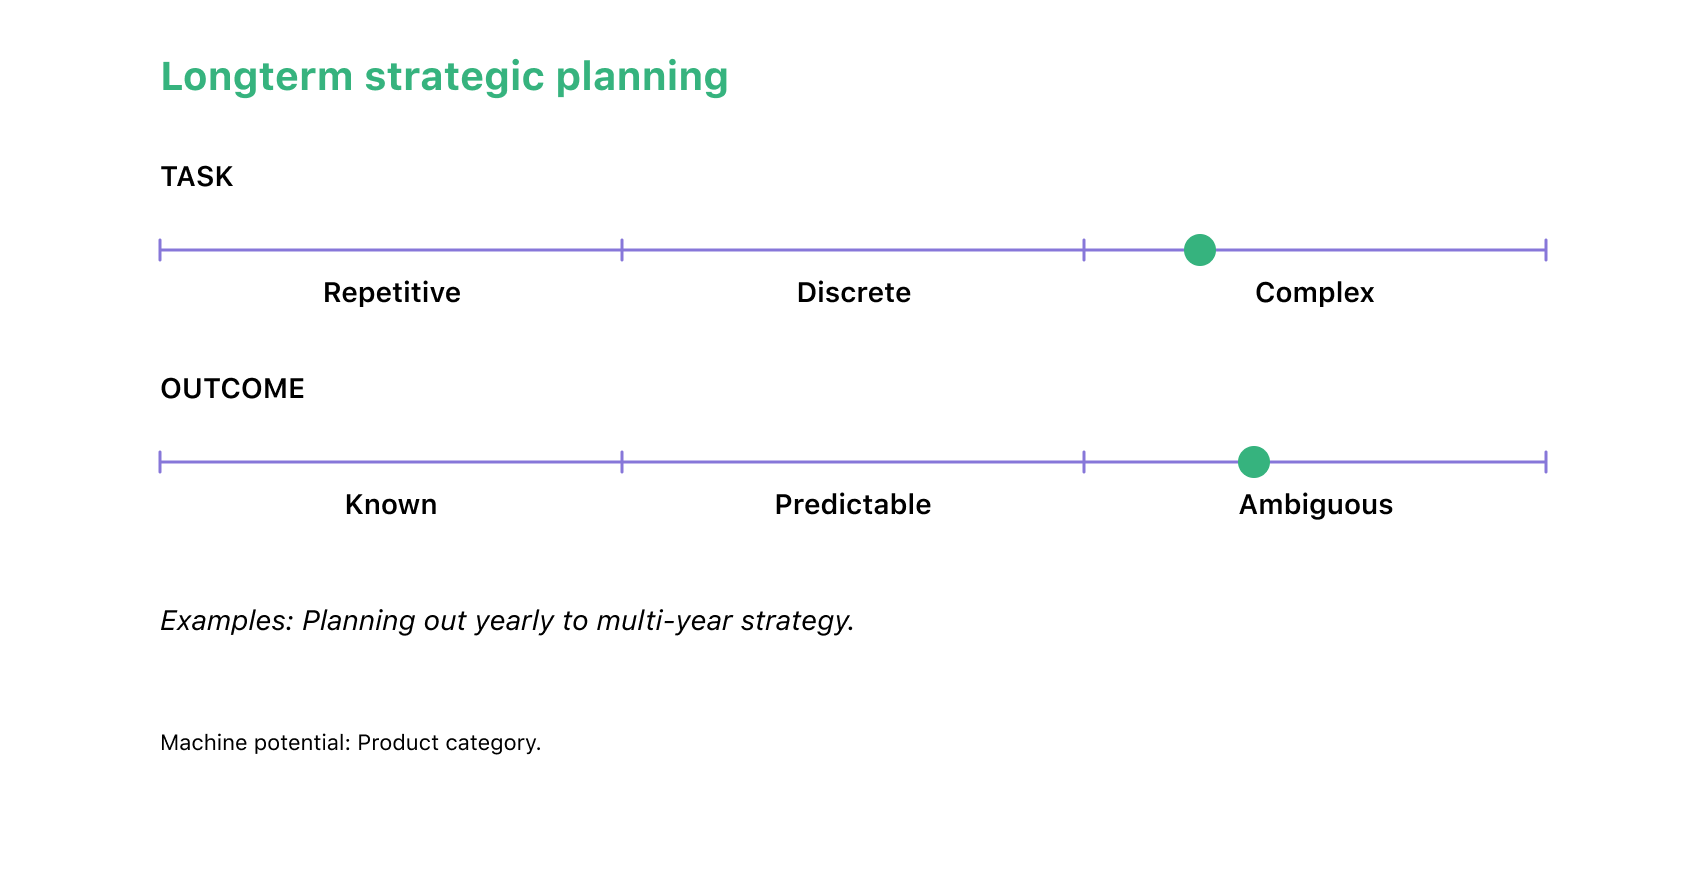 Longterm strategic planning
TASK
Repetitive Discrete Complex
OUTCOME
Known Predictable Ambiguous
Examples: Planning out yearly to multi-year strategy.
Machine potential: Product category.